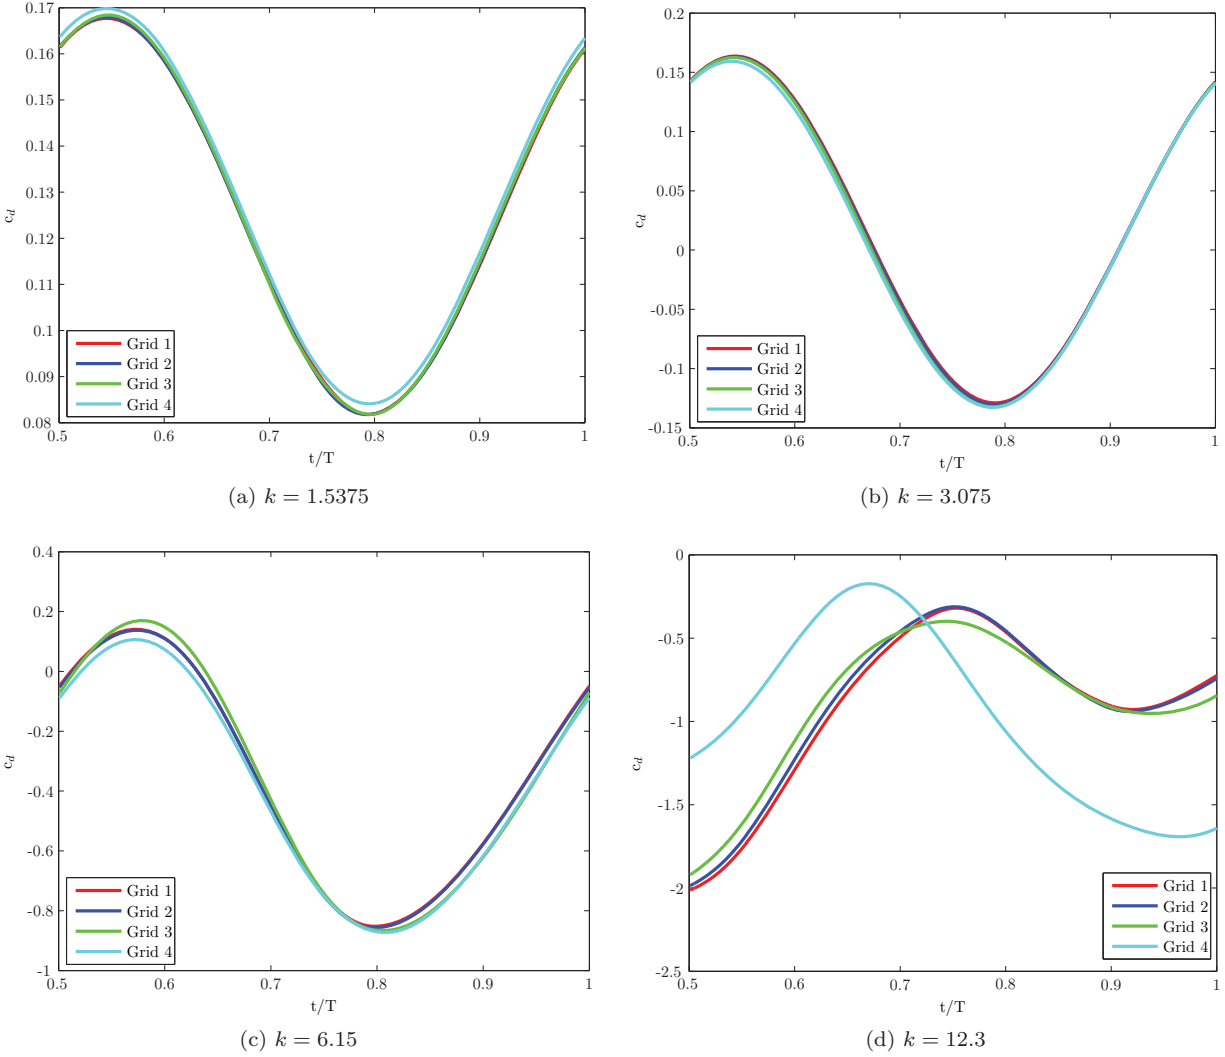 0.17
0.16
0.15
0.14
0.13
0.12
0.11
0.1
0.09
0.08
c_d
0.5 0.6 0.7 0.8 0.9 1
t/T
Grid 1
Grid 2
Grid 3
Grid 4
(a) k = 1.5375
0.2
0.15
0.1
0.05
0
-0.05
-0.1
-0.15
c_d
0.5 0.6 0.7 0.8 0.9 1
t/T
Grid 1
Grid 2
Grid 3
Grid 4
(b) k = 3.075
0.4
0.2
0
-0.2
-0.4
-0.6
-0.8
-1
c_d
0.5 0.6 0.7 0.8 0.9 1
t/T
Grid 1
Grid 2
Grid 3
Grid 4
(c) k = 6.15
0
-0.5
-1
-1.5
-2
-2.5
c_d
0.5 0.6 0.7 0.8 0.9 1
t/T
Grid 1
Grid 2
Grid 3
Grid 4
(d) k = 12.3